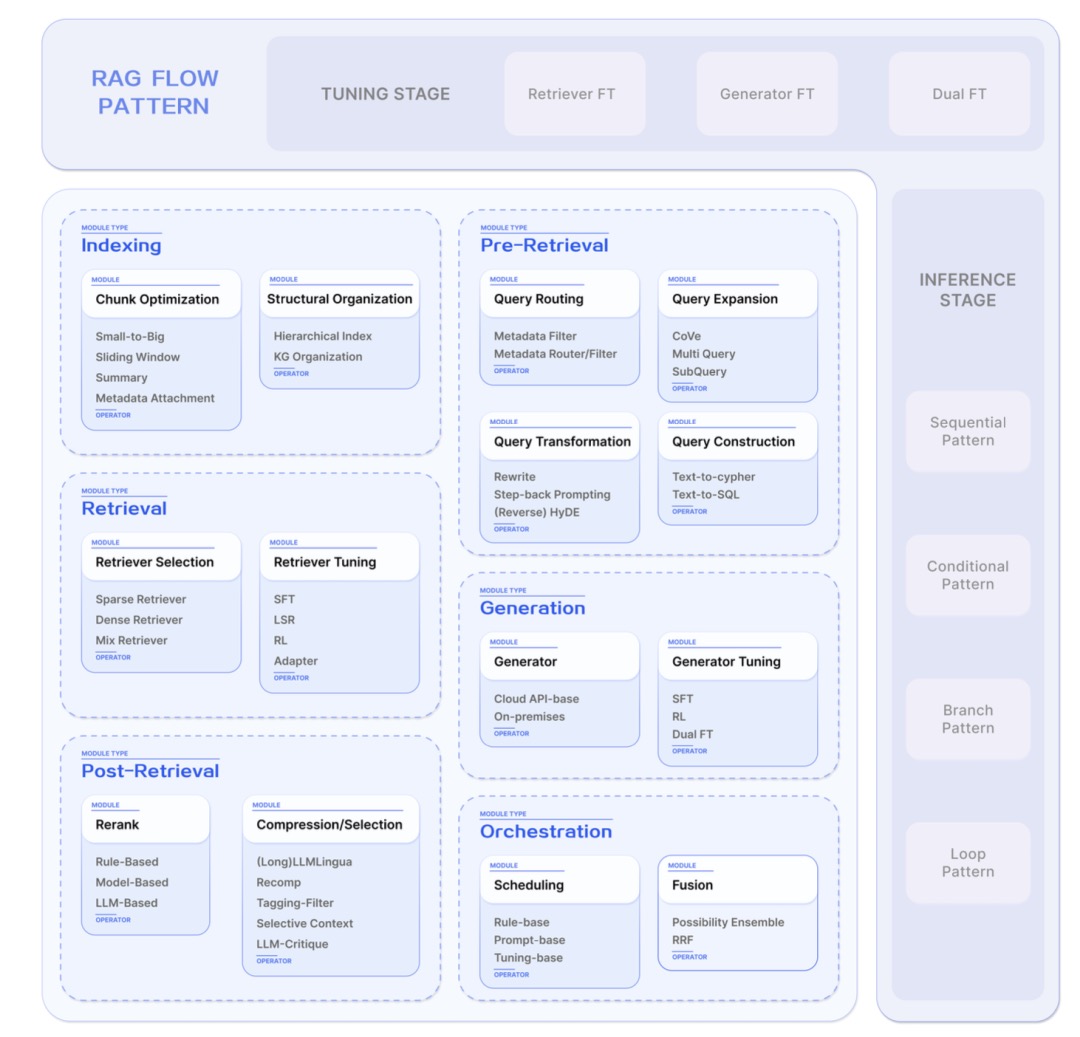 RAG FLOW
PATTERN
TUNING STAGE
Retriever FT
Generator FT
Dual FT
MODULE TYPE
Indexing
MODULE
Chunk Optimization
Small-to-Big
Sliding Window
Summary
Metadata Attachment
OPERATOR
MODULE
Structural Organization
Hierarchical Index
KG Organization
OPERATOR
MODULE TYPE
Retrieval
MODULE
Retriever Selection
Sparse Retriever
Dense Retriever
Mix Retriever
OPERATOR
MODULE
Retriever Tuning
SFT
LSR
RL
Adapter
OPERATOR
MODULE TYPE
Post-Retrieval
MODULE
Rerank
Rule-Based
Model-Based
LLM-Based
OPERATOR
MODULE
Compression/Selection
(Long)LLMLingua
Recomp
Tagging-Filter
Selective Context
LLM-Critique
OPERATOR
MODULE TYPE
Pre-Retrieval
MODULE
Query Routing
Metadata Filter
Metadata Router/Filter
OPERATOR
MODULE
Query Expansion
CoVe
Multi Query
SubQuery
OPERATOR
MODULE
Query Transformation
Rewrite
Step-back Prompting
(Reverse) HyDE
OPERATOR
MODULE
Query Construction
Text-to-cypher
Text-to-SQL
OPERATOR
MODULE TYPE
Generation
MODULE
Generator
Cloud API-base
On-premises
OPERATOR
MODULE
Generator Tuning
SFT
RL
Dual FT
OPERATOR
MODULE TYPE
Orchestration
MODULE
Scheduling
Rule-base
Prompt-base
Tuning-base
OPERATOR
MODULE
Fusion
Possibility Ensemble
RRF
OPERATOR
INFERENCE
STAGE
Sequential
Pattern
Conditional
Pattern
Branch
Pattern
Loop
Pattern